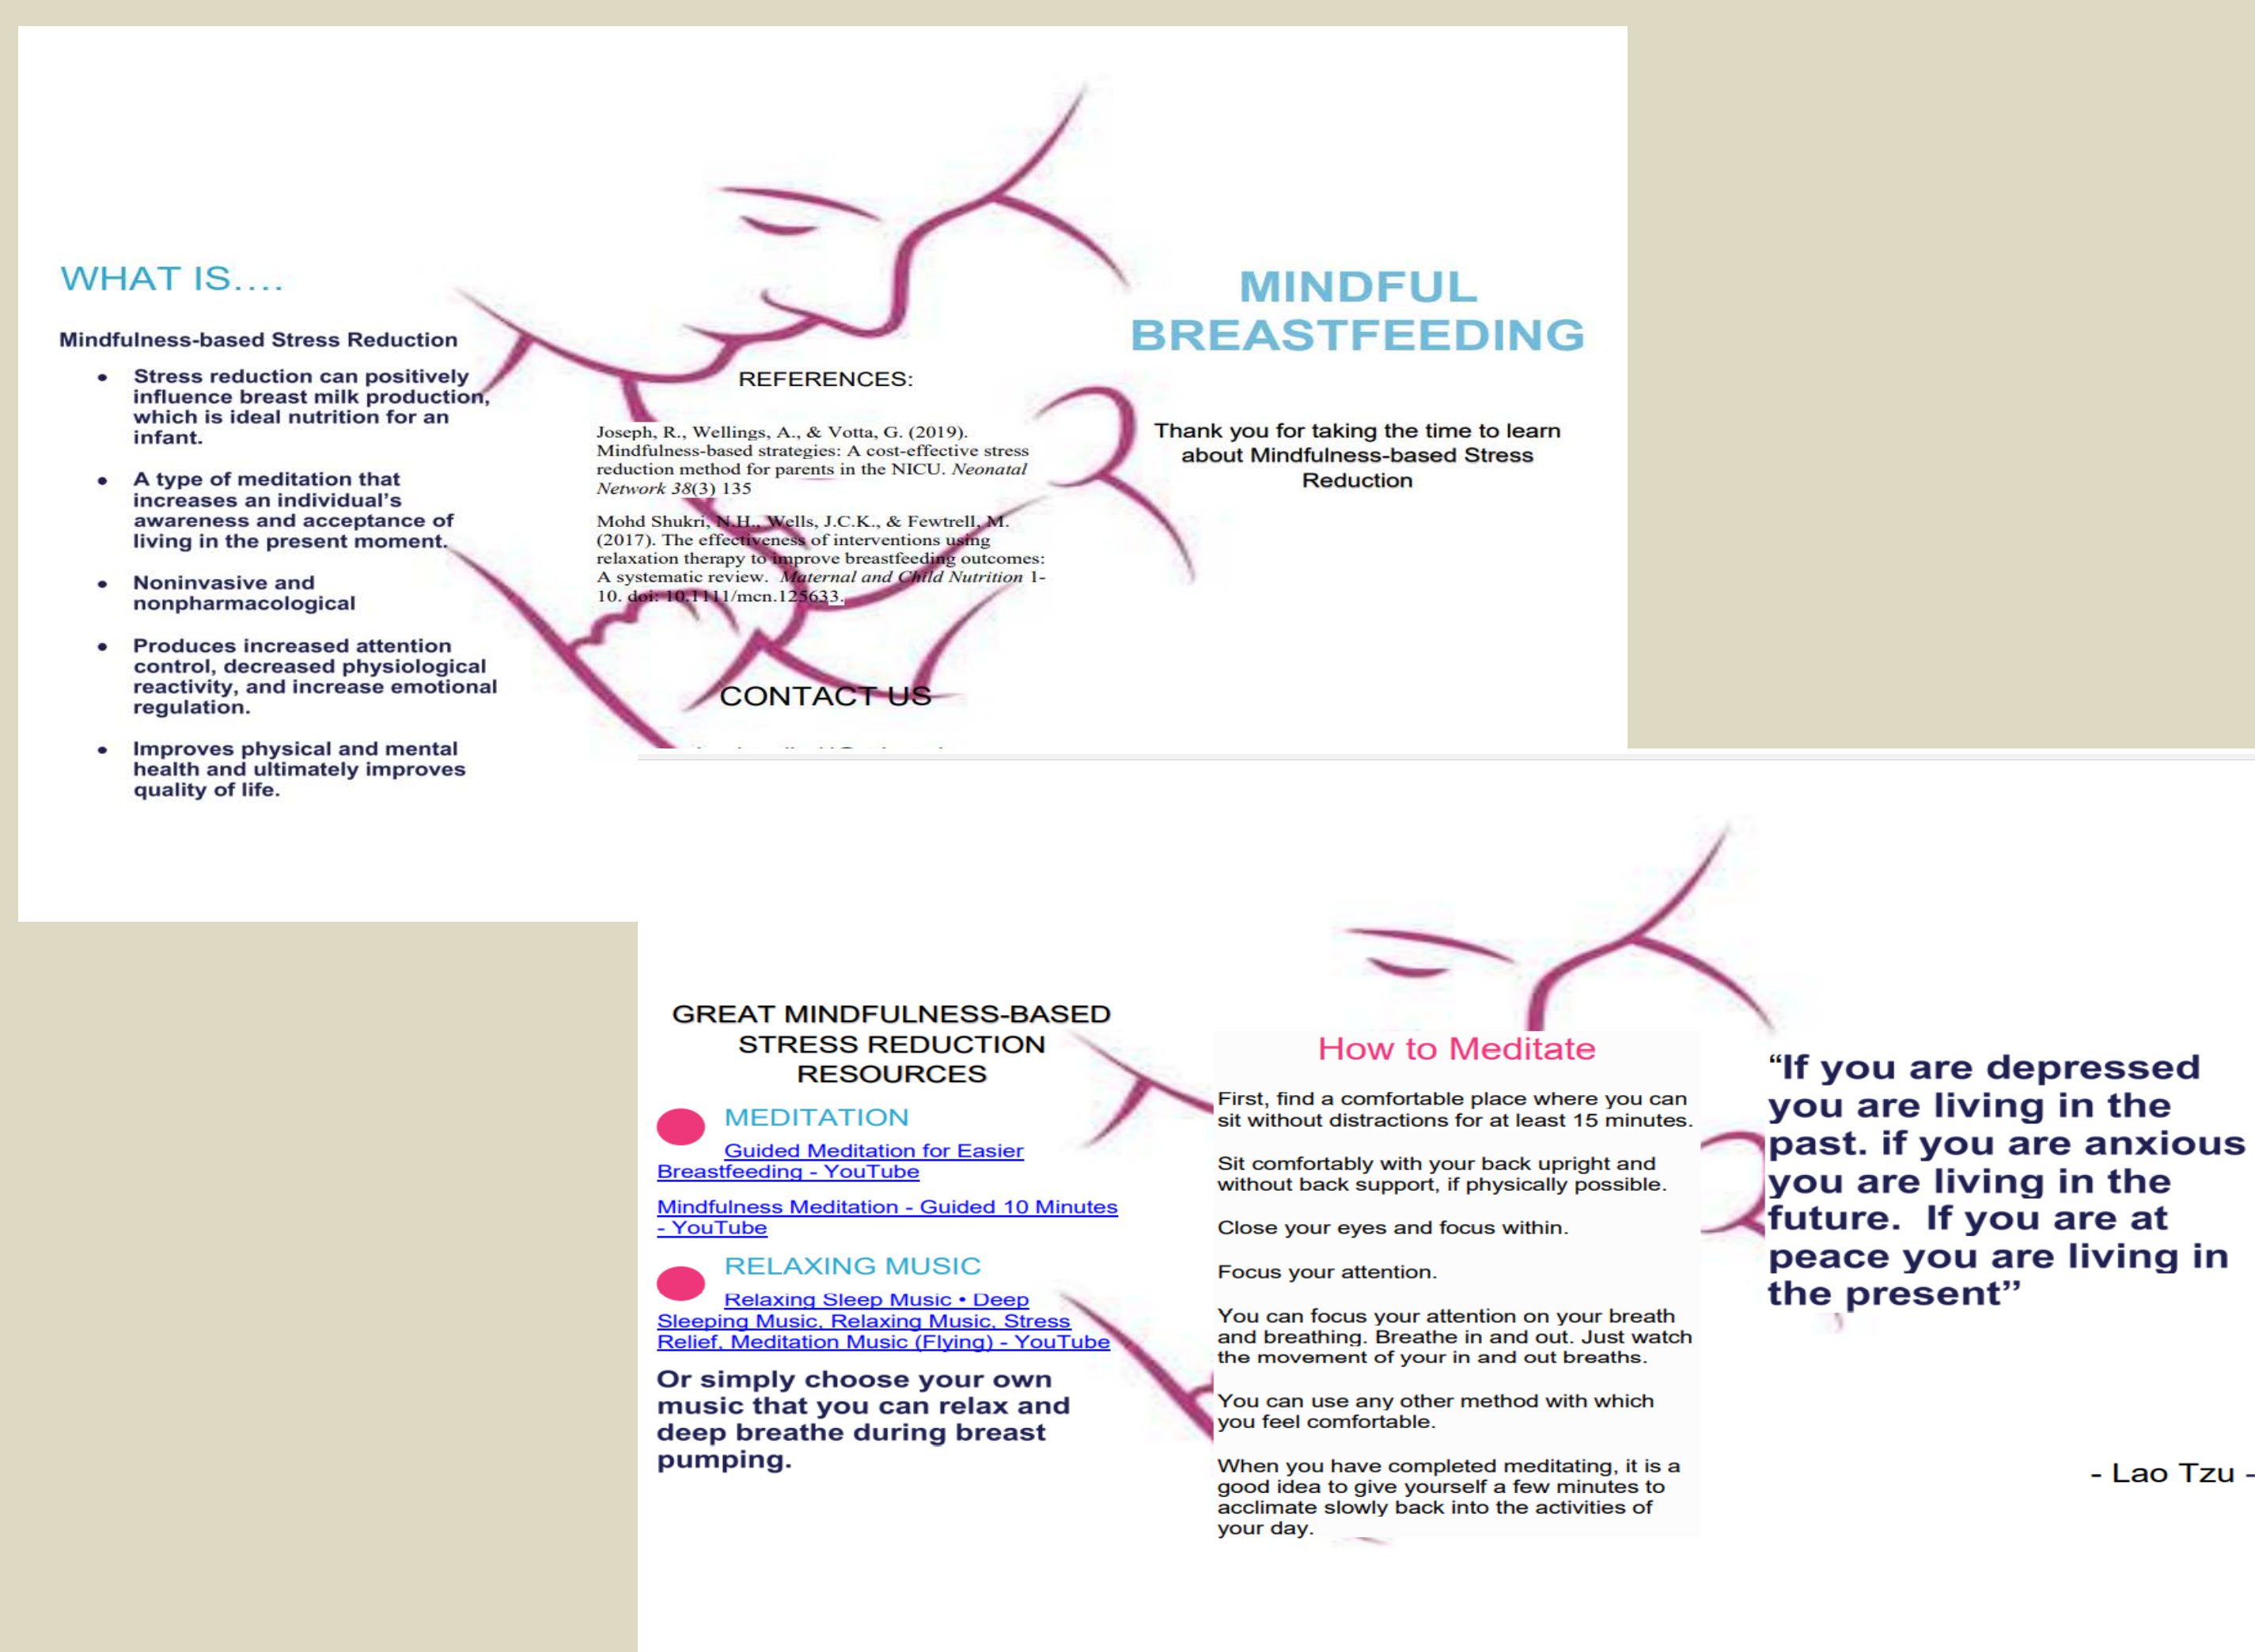 WHAT IS....
Mindfulness-based Stress Reduction
• Stress reduction can positively
influence breast milk production,
which is ideal nutrition for an
infant.
• A type of meditation that
increases an individual's
awareness and acceptance of
living in the present moment.
• Noninvasive and
nonpharmacological
• Produces increased attention
control, decreased physiological
reactivity, and increase emotional
regulation.
• Improves physical and mental
health and ultimately improves
quality of life.
REFERENCES:
Joseph, R., Wellings, A., & Votta, G. (2019).
Mindfulness-based strategies: A cost-effective stress
reduction method for parents in the NICU. Neonatal
Network 38(3) 135
Mohd Shukri, N.H., Wells, J.C.K., & Fewtrell, M.
(2017). The effectiveness of interventions using
relaxation therapy to improve breastfeeding outcomes:
A systematic review. Maternal and Child Nutrition 1-
10. doi: 10.1111/mcn.125633.
CONTACT US
MINDFUL
BREASTFEEDING
Thank you for taking the time to learn
about Mindfulness-based Stress
Reduction
GREAT MINDFULNESS-BASED
STRESS REDUCTION
RESOURCES
MEDITATION
Guided Meditation for Easier
Breastfeeding - YouTube
Mindfulness Meditation - Guided 10 Minutes
- YouTube
RELAXING MUSIC
Relaxing Sleep Music • Deep
Sleeping Music, Relaxing Music, Stress
Relief, Meditation Music (Flying) - YouTube
Or simply choose your own
music that you can relax and
deep breathe during breast
pumping.
How to Meditate
First, find a comfortable place where you can
sit without distractions for at least 15 minutes.
Sit comfortably with your back upright and
without back support, if physically possible.
Close your eyes and focus within.
Focus your attention.
You can focus your attention on your breath
and breathing. Breathe in and out. Just watch
the movement of your in and out breaths.
You can use any other method with which
you feel comfortable.
When you have completed meditating, it is a
good idea to give yourself a few minutes to
acclimate slowly back into the activities of
your day.
“If you are depressed
you are living in the
past. if you are anxious
you are living in the
future.  If you are at
peace you are living in
the present”
- Lao Tzu -